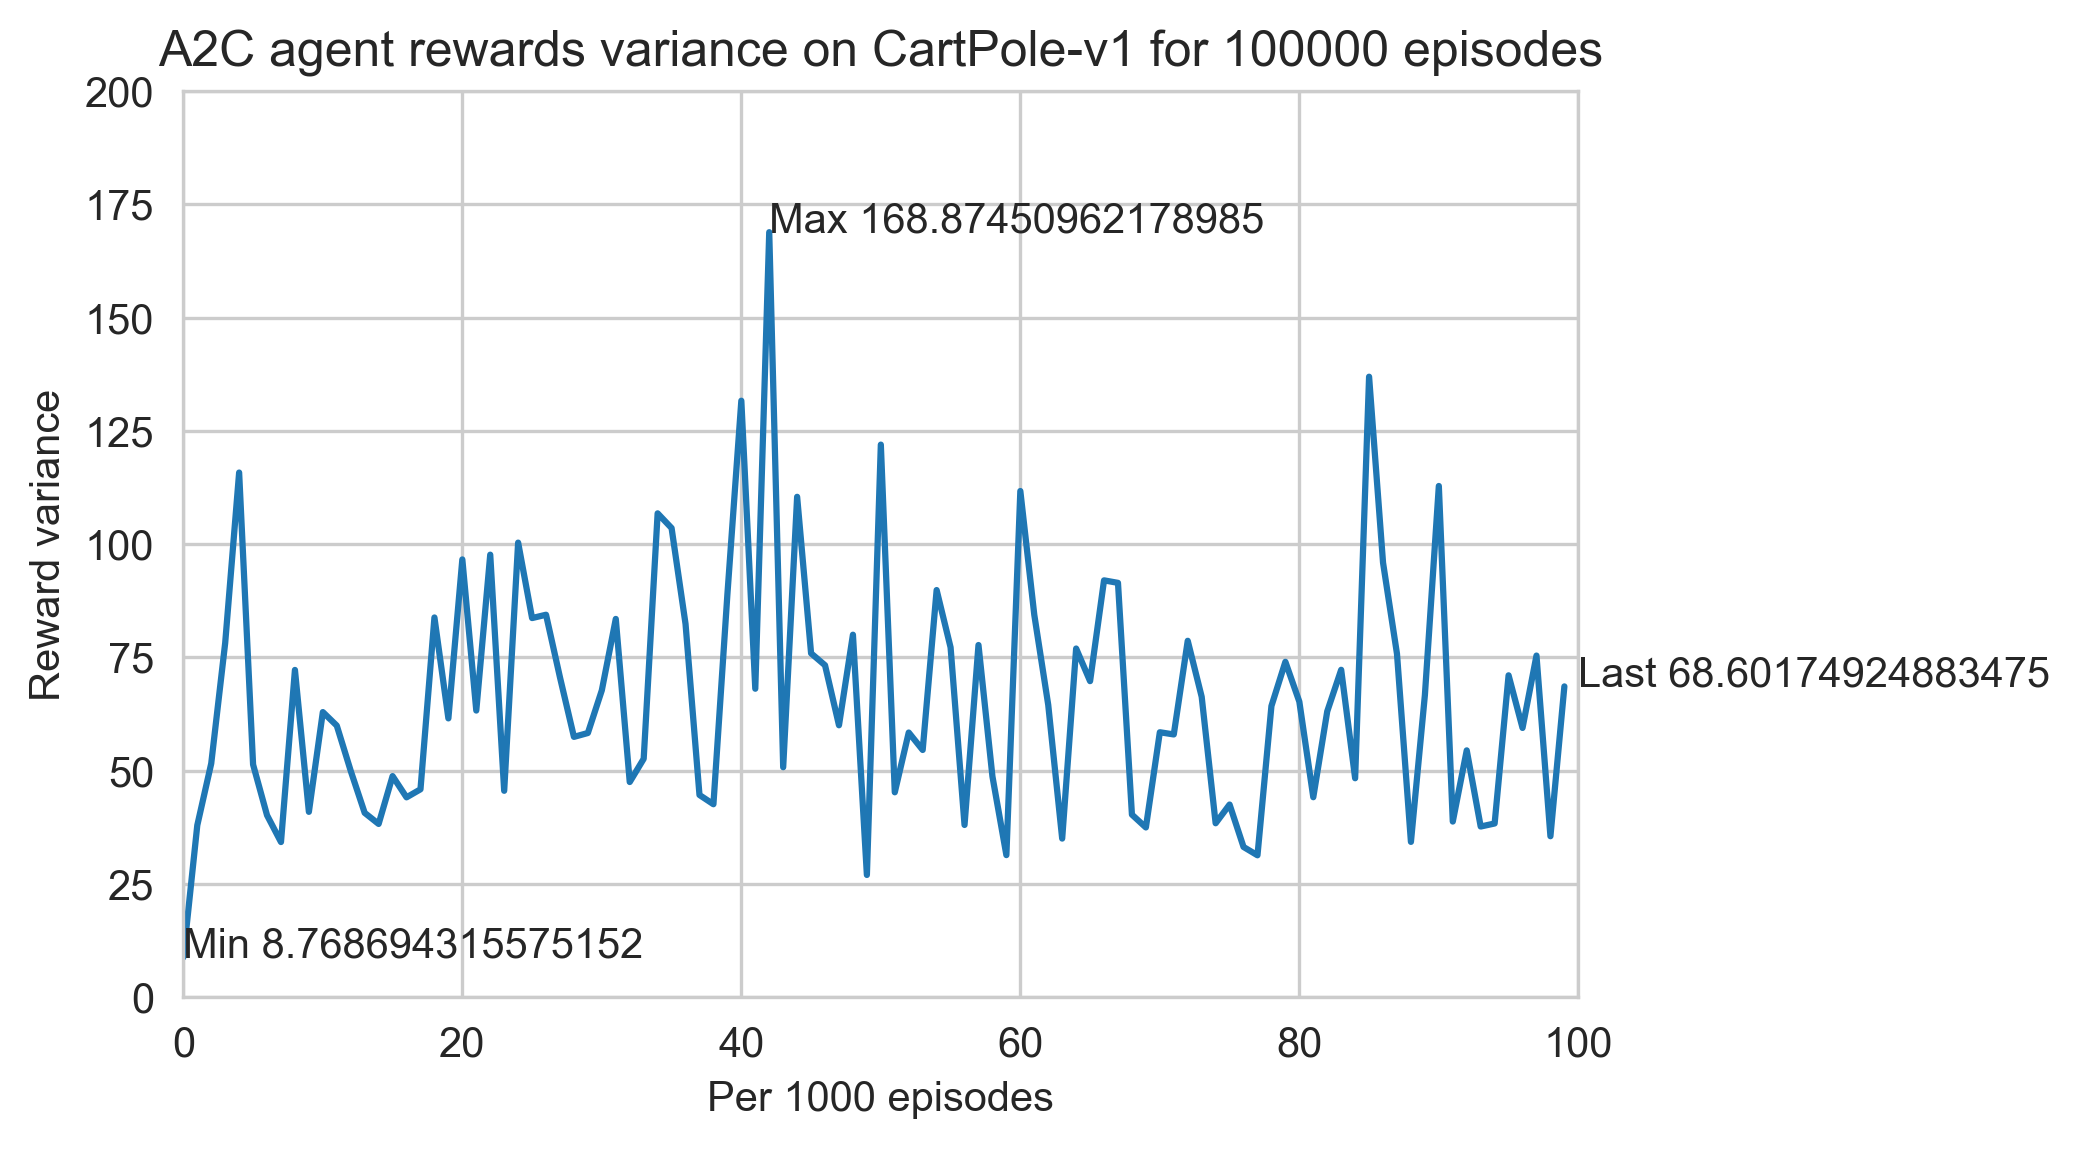 A2C agent rewards variance on CartPole-v1 for 100000 episodes
200
175
150
125
100
75
50
25
0
Reward variance
Max 168.87450962178985
Last 68.60174924883475
Min 8.768694315575152
0
20
40
60
80
100
Per 1000 episodes